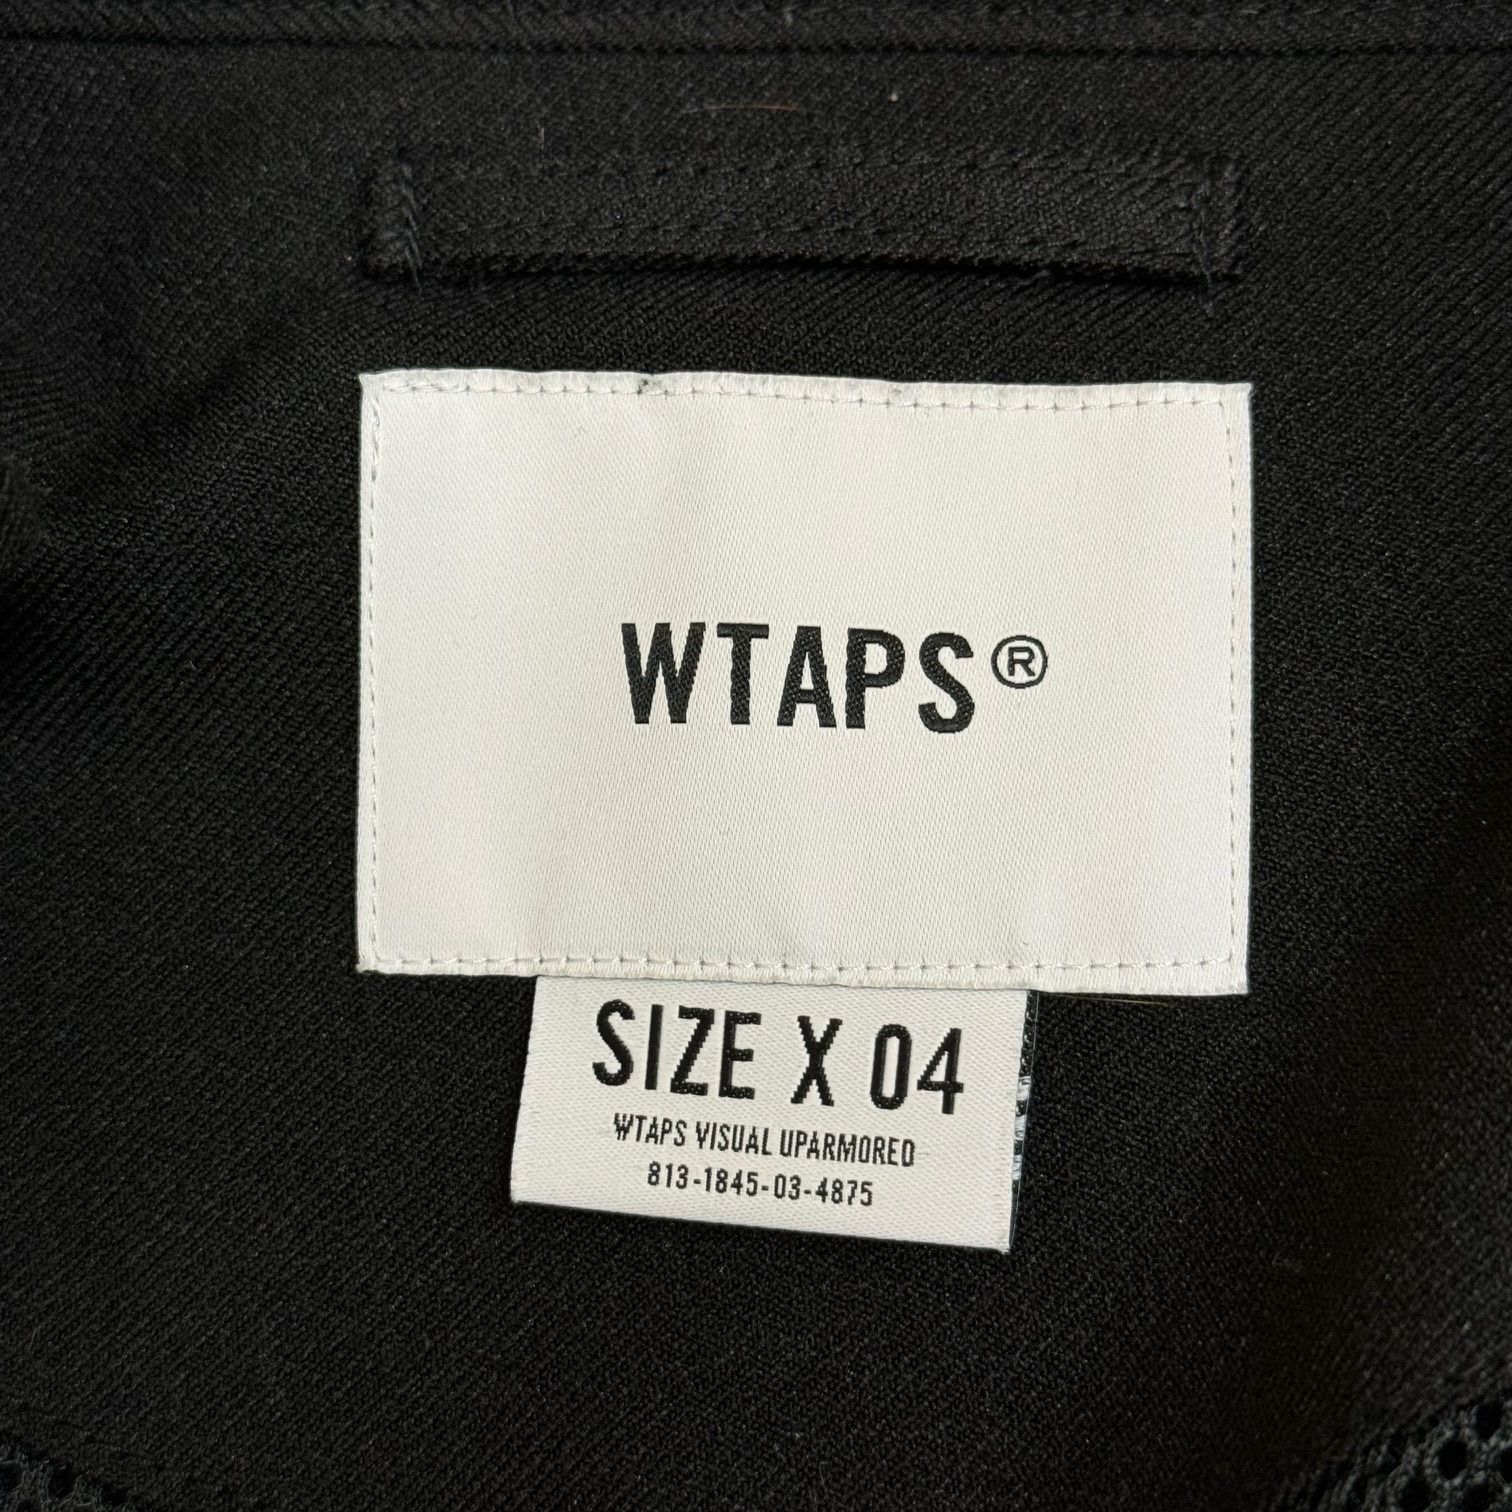 WTAPS®
SIZE X 04
WTAPS VISUAL UPARMORED
813-1845-03-4875